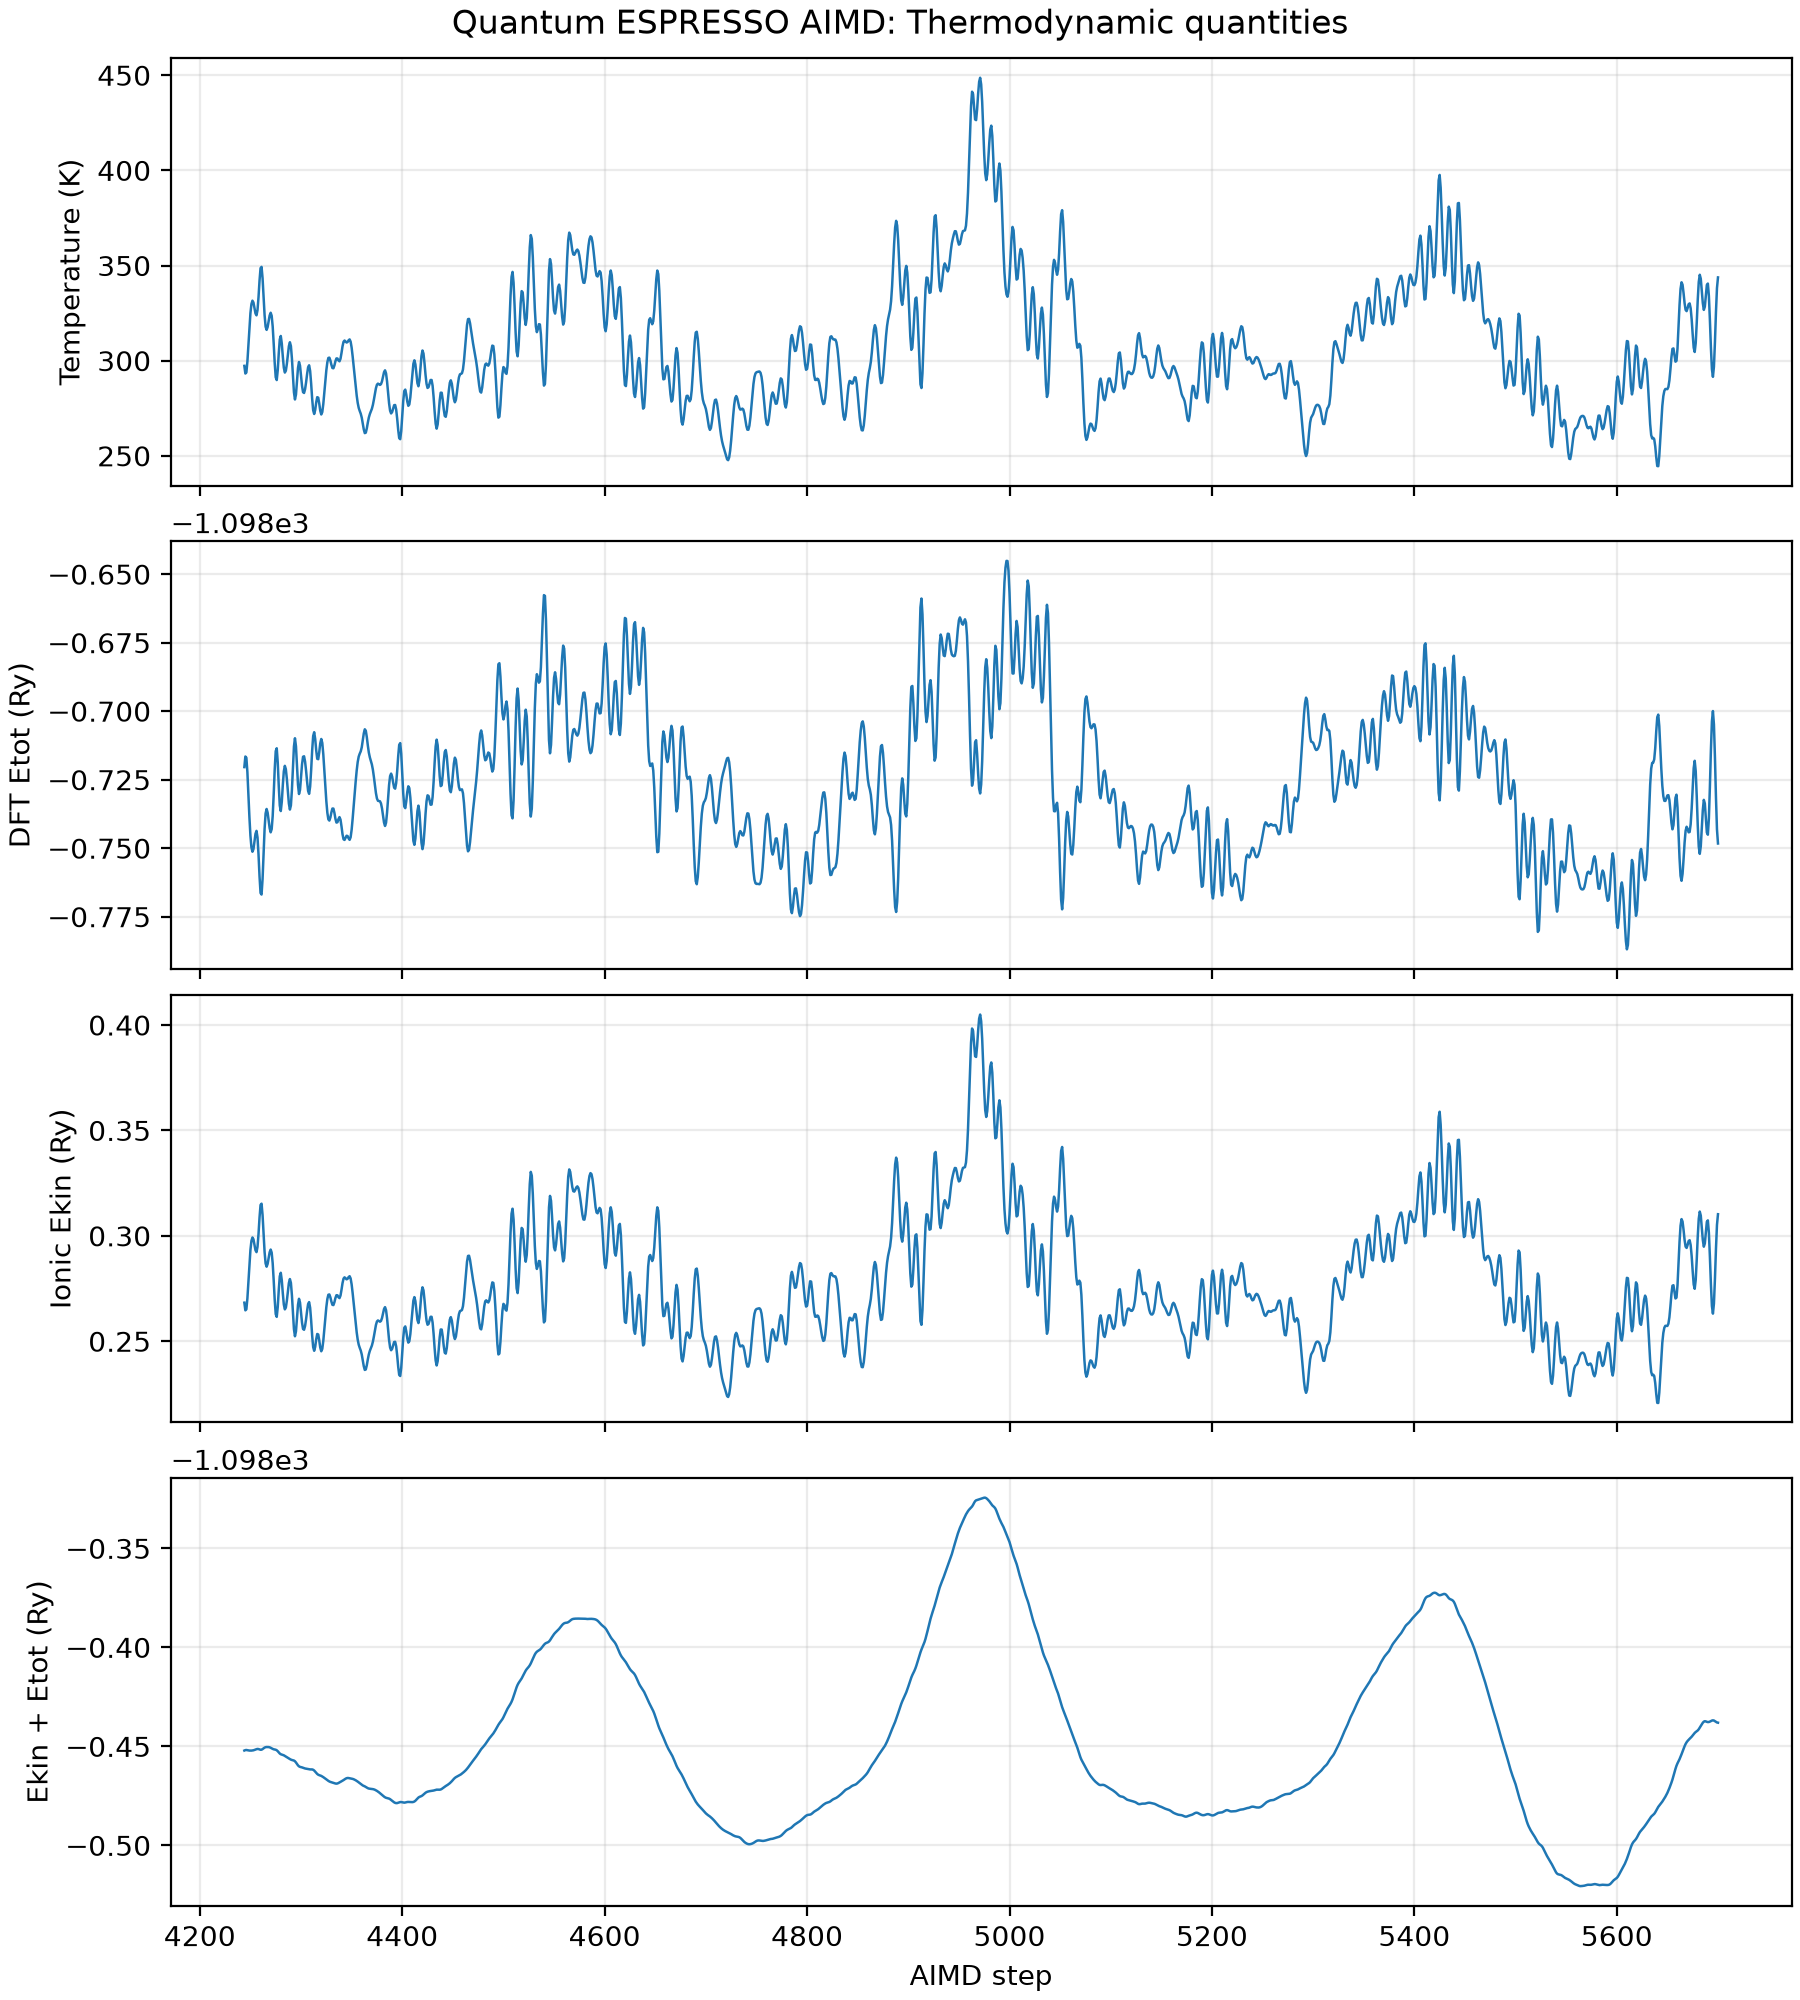 Quantum ESPRESSO AIMD: Thermodynamic quantities
450
400
350
300
250
Temperature (K)
−1.098e3
−0.650
−0.675
−0.700
−0.725
−0.750
−0.775
DFT Etot (Ry)
0.40
0.35
0.30
0.25
Ionic Ekin (Ry)
−1.098e3
−0.35
−0.40
−0.45
−0.50
Ekin + Etot (Ry)
4200 4400 4600 4800 5000 5200 5400 5600
AIMD step